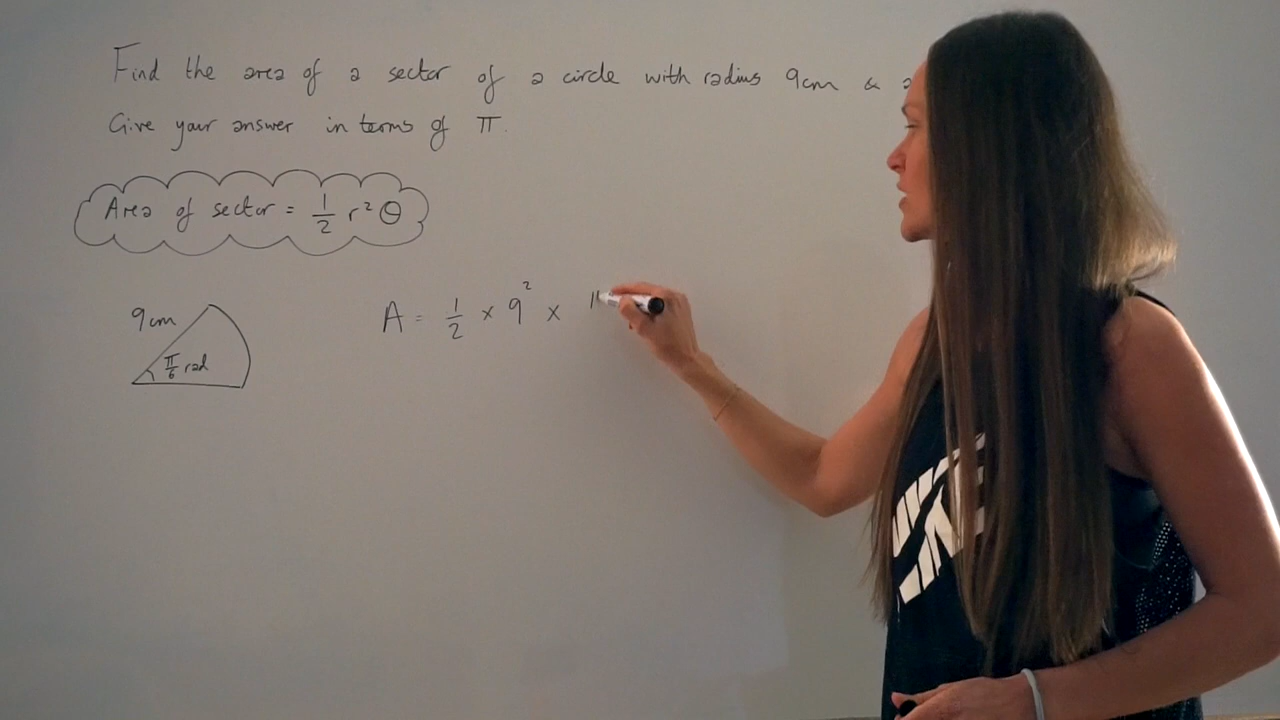 Find the area of a sector of a circle with radius 9cm &
Give your answer in terms of π.
Area of sector = 1/2 r² θ
9cm
π/6 rad
A = 1/2 × 9² ×
NIKE